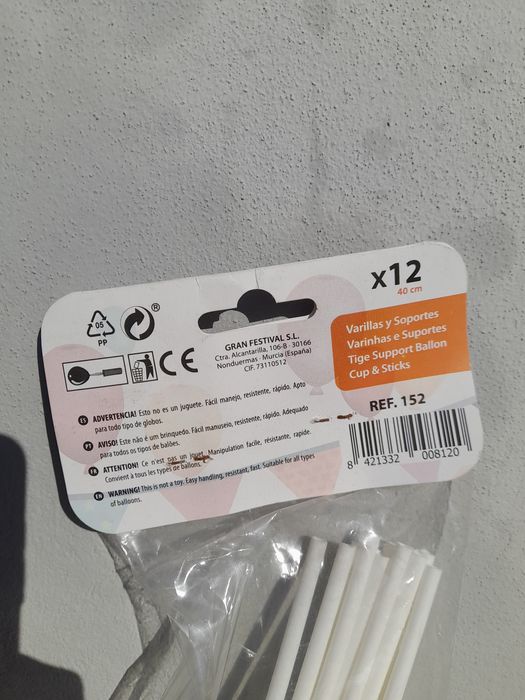 x12
40 cm
GRAN FESTIVAL S.L.
Ctra. Alcantarilla, 106-B · 30166
Nonduermas · Murcia (España)
CIF. 73110512
®
05
PP
CE
Varillas y Soportes
Varinhas e Suportes
Tige Support Ballon
Cup & Sticks
REF. 152
8 421332 008120
ES ADVERTENCIA! Esto no es un juguete. Fácil manejo, resistente, rápido. Apto
para todo tipo de globos.
PT AVISO! Este não é um brinquedo. Fácil manuseio, resistente, rápido. Adequado
para todos os tipos de balões.
FR ATTENTION! Ce n'est pas un jouet. Manipulation facile, résistante, rapide.
Convient à tous les types de ballons.
EN WARNING! This is not a toy. Easy handling, resistant, fast. Suitable for all types
of balloons.